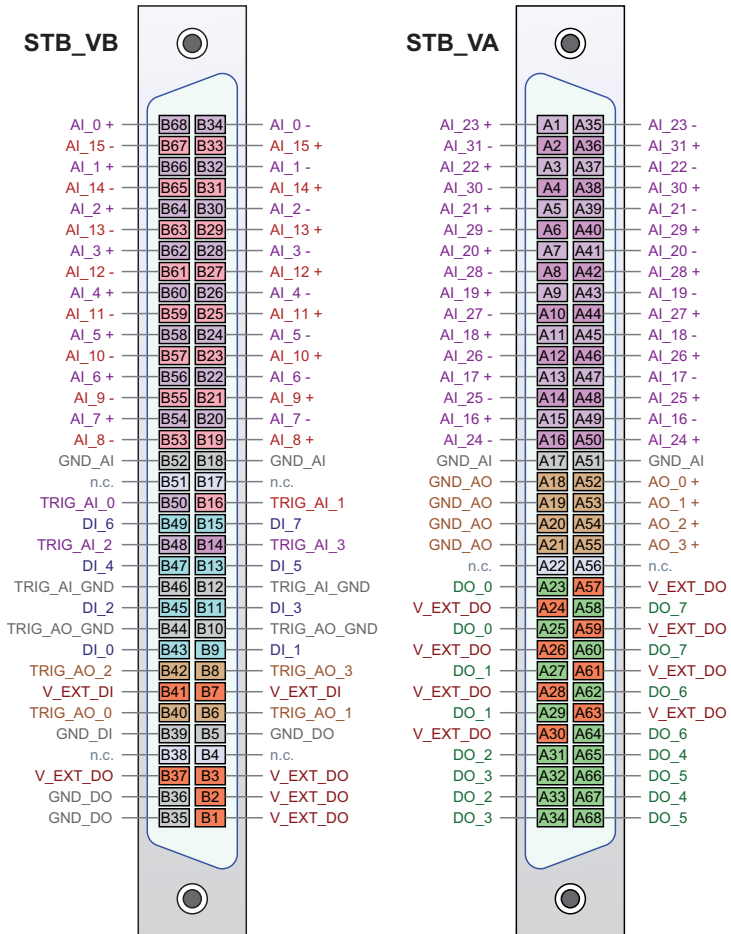 STB_VB STB_VA
AI_0 + B68 B34 AI_0 - AI_23 + A1 A35 AI_23 -
AI_15 - B67 B33 AI_15 + AI_31 - A2 A36 AI_31 +
AI_1 + B66 B32 AI_1 - AI_22 + A3 A37 AI_22 -
AI_14 - B65 B31 AI_14 + AI_30 - A4 A38 AI_30 +
AI_2 + B64 B30 AI_2 - AI_21 + A5 A39 AI_21 -
AI_13 - B63 B29 AI_13 + AI_29 - A6 A40 AI_29 +
AI_3 + B62 B28 AI_3 - AI_20 + A7 A41 AI_20 -
AI_12 - B61 B27 AI_12 + AI_28 - A8 A42 AI_28 +
AI_4 + B60 B26 AI_4 - AI_19 + A9 A43 AI_19 -
AI_11 - B59 B25 AI_11 + AI_27 - A10 A44 AI_27 +
AI_5 + B58 B24 AI_5 - AI_18 + A11 A45 AI_18 -
AI_10 - B57 B23 AI_10 + AI_26 - A12 A46 AI_26 +
AI_6 + B56 B22 AI_6 - AI_17 + A13 A47 AI_17 -
AI_9 - B55 B21 AI_9 + AI_25 - A14 A48 AI_25 +
AI_7 + B54 B20 AI_7 - AI_16 + A15 A49 AI_16 -
AI_8 - B53 B19 AI_8 + AI_24 - A16 A50 AI_24 +
GND_AI B52 B18 GND_AI GND_AI A17 A51 GND_AI
n.c. B51 B17 n.c. GND_AO A18 A52 AO_0 +
TRIG_AI_0 B50 B16 TRIG_AI_1 GND_AO A19 A53 AO_1 +
DI_6 B49 B15 DI_7 GND_AO A20 A54 AO_2 +
TRIG_AI_2 B48 B14 TRIG_AI_3 GND_AO A21 A55 AO_3 +
DI_4 B47 B13 DI_5 n.c. A22 A56 n.c.
TRIG_AI_GND B46 B12 TRIG_AI_GND DO_0 A23 A57 V_EXT_DO
DI_2 B45 B11 DI_3 V_EXT_DO A24 A58 DO_7
TRIG_AO_GND B44 B10 TRIG_AO_GND DO_0 A25 A59 V_EXT_DO
DI_0 B43 B9 DI_1 V_EXT_DO A26 A60 DO_7
TRIG_AO_2 B42 B8 TRIG_AO_3 DO_1 A27 A61 V_EXT_DO
V_EXT_DI B41 B7 V_EXT_DI V_EXT_DO A28 A62 DO_6
TRIG_AO_0 B40 B6 TRIG_AO_1 DO_1 A29 A63 V_EXT_DO
GND_DI B39 B5 GND_DO V_EXT_DO A30 A64 DO_6
n.c. B38 B4 n.c. DO_2 A31 A65 DO_4
V_EXT_DO B37 B3 V_EXT_DO DO_3 A32 A66 DO_5
GND_DO B36 B2 V_EXT_DO DO_2 A33 A67 DO_4
GND_DO B35 B1 V_EXT_DO DO_3 A34 A68 DO_5